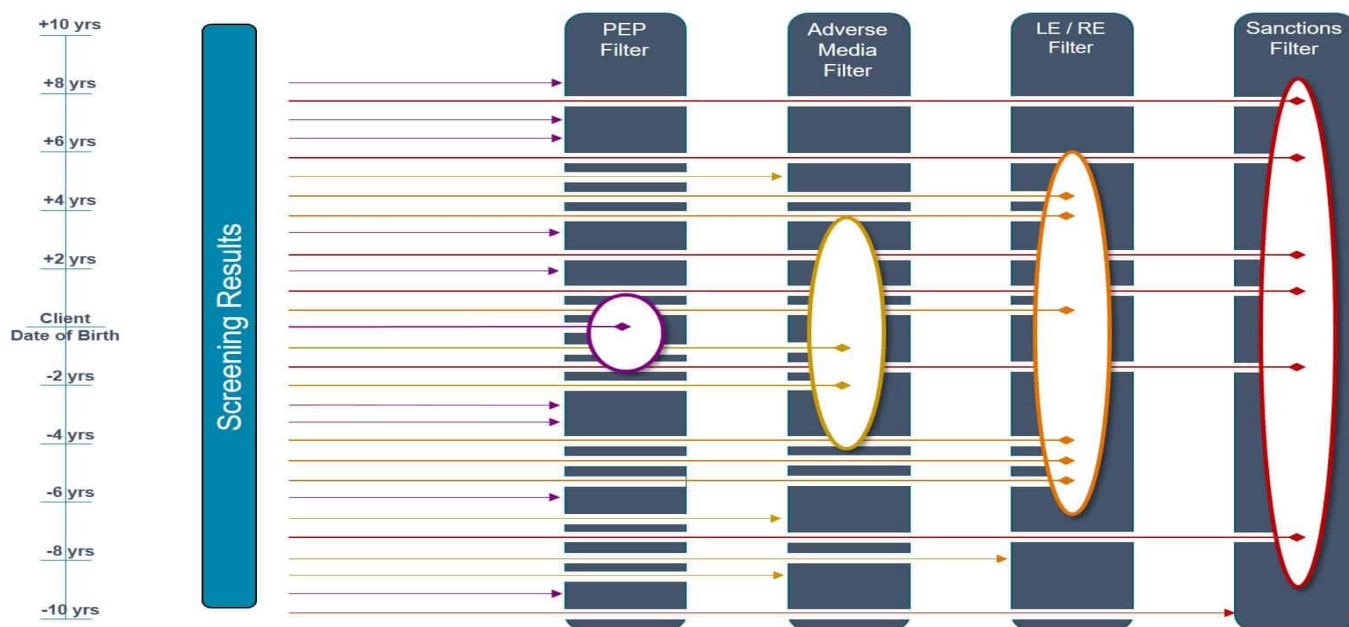 +10 yrs
+8 yrs
+6 yrs
+4 yrs
+2 yrs
Client
Date of Birth
-2 yrs
-4 yrs
-6 yrs
-8 yrs
-10 yrs
Screening Results
PEP
Filter
Adverse
Media
Filter
LE / RE
Filter
Sanctions
Filter